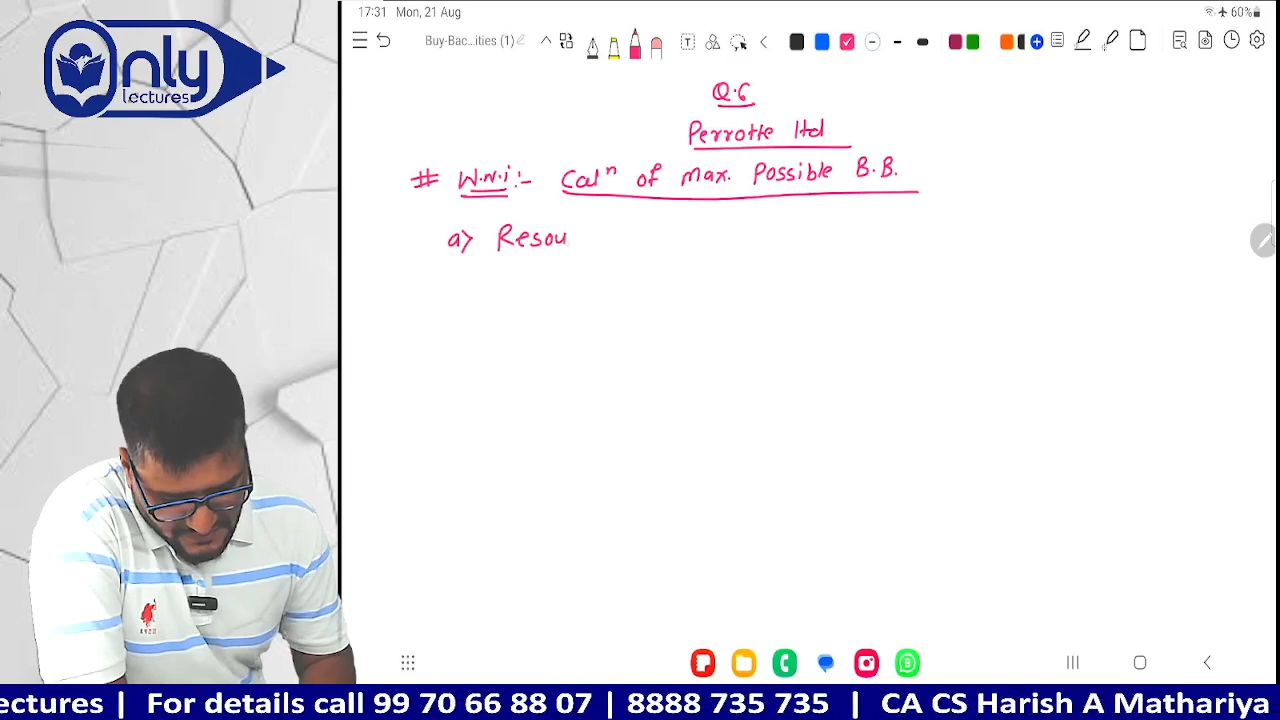 17:31 Mon, 21 Aug
60%
Buy-Bac...ities (1)
Only
lectures
Q.6
Perrotte ltd
# W.N.1:- Calⁿ of max. Possible B.B.
a> Resou
ectures | For details call 99 70 66 88 07 | 8888 735 735 | CA CS Harish A Mathariya